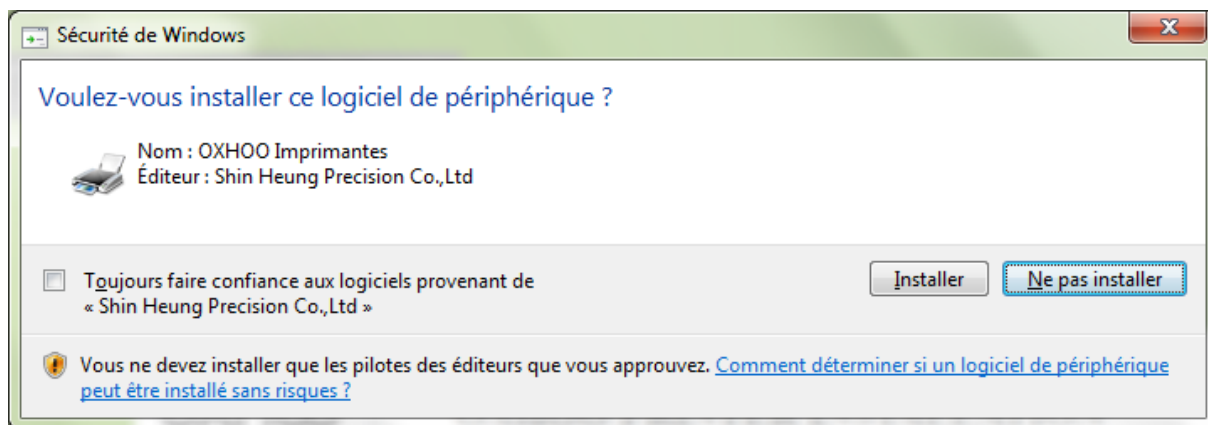 Sécurité de Windows
Voulez-vous installer ce logiciel de périphérique ?
Nom : OXHOO Imprimantes
Éditeur : Shin Heung Precision Co.,Ltd
Toujours faire confiance aux logiciels provenant de
« Shin Heung Precision Co.,Ltd »
Installer
Ne pas installer
Vous ne devez installer que les pilotes des éditeurs que vous approuvez. Comment déterminer si un logiciel de périphérique
peut être installé sans risques ?